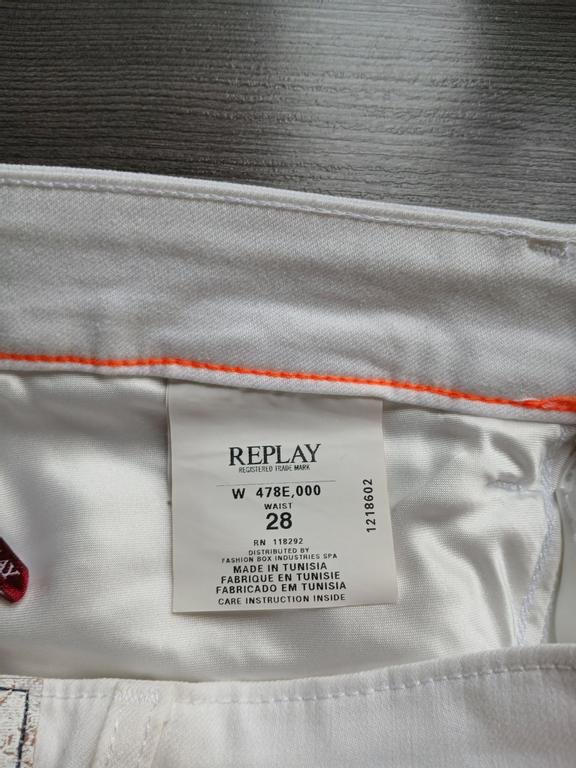 REPLAY
REGISTERED TRADE MARK
W 478E,000
WAIST
28
RN 118292
DISTRIBUTED BY
FASHION BOX INDUSTRIES SPA
MADE IN TUNISIA
FABRIQUE EN TUNISIE
FABRICADO EM TUNISIA
CARE INSTRUCTION INSIDE
1218602